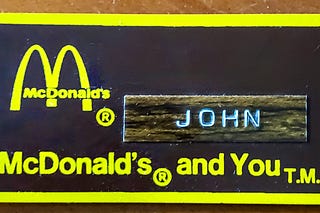 McDonald's
®
JOHN
McDonald's® and You T.M.